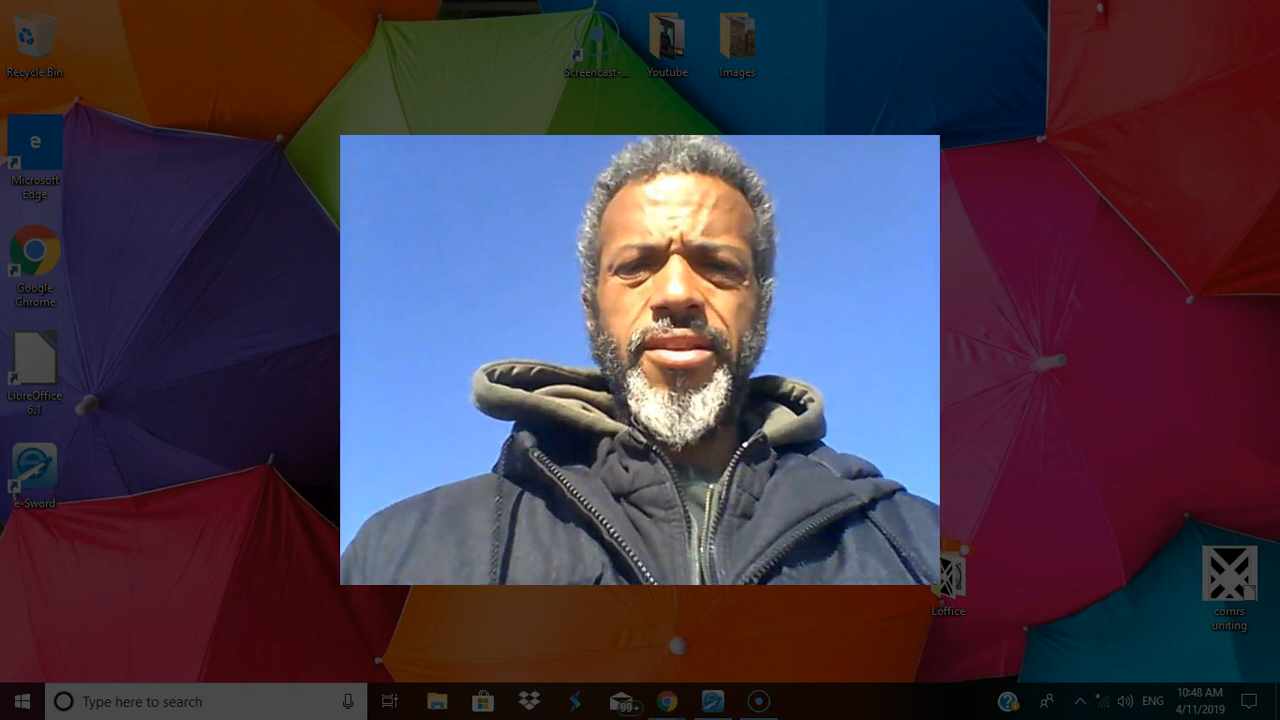 Recycle Bin
Screencast-...
Youtube
Images
Microsoft
Edge
Google
Chrome
LibreOffice
6.1
e-Sword
Loffice
cornrs
uniting
Type here to search
99+
ENG
10:48 AM
4/11/2019